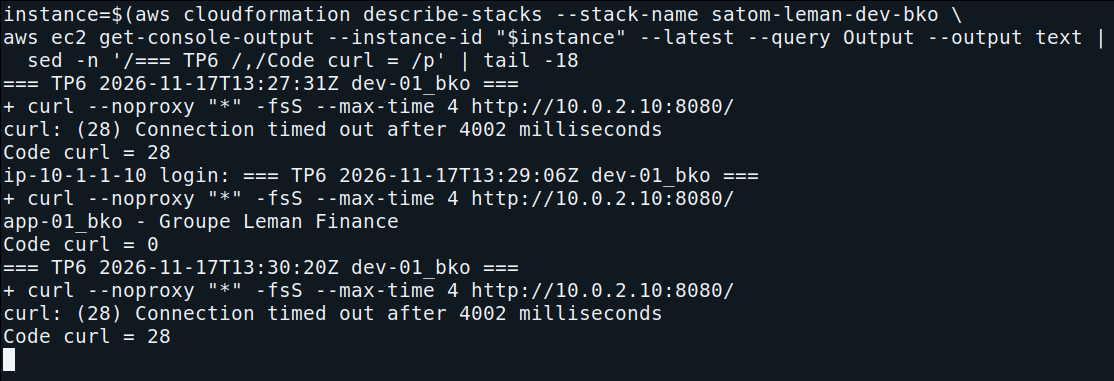 instance=$(aws cloudformation describe-stacks --stack-name satom-leman-dev-bko \
aws ec2 get-console-output --instance-id "$instance" --latest --query Output --output text |
  sed -n '/=== TP6 /,/Code curl = /p' | tail -18
=== TP6 2026-11-17T13:27:31Z dev-01_bko ===
+ curl --noproxy "*" -fsS --max-time 4 http://10.0.2.10:8080/
curl: (28) Connection timed out after 4002 milliseconds
Code curl = 28
ip-10-1-1-10 login: === TP6 2026-11-17T13:29:06Z dev-01_bko ===
+ curl --noproxy "*" -fsS --max-time 4 http://10.0.2.10:8080/
app-01_bko - Groupe Leman Finance
Code curl = 0
=== TP6 2026-11-17T13:30:20Z dev-01_bko ===
+ curl --noproxy "*" -fsS --max-time 4 http://10.0.2.10:8080/
curl: (28) Connection timed out after 4002 milliseconds
Code curl = 28